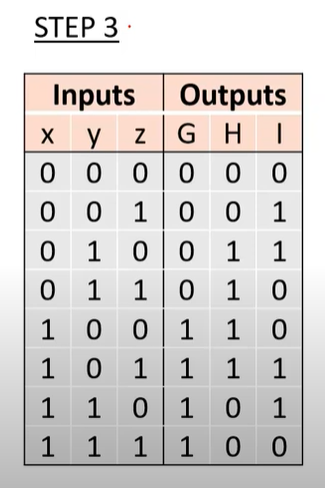 STEP 3
Inputs Outputs
x y z G H I
0 0 0 0 0 0
0 0 1 0 0 1
0 1 0 0 1 1
0 1 1 0 1 0
1 0 0 1 1 0
1 0 1 1 1 1
1 1 0 1 0 1
1 1 1 1 0 0